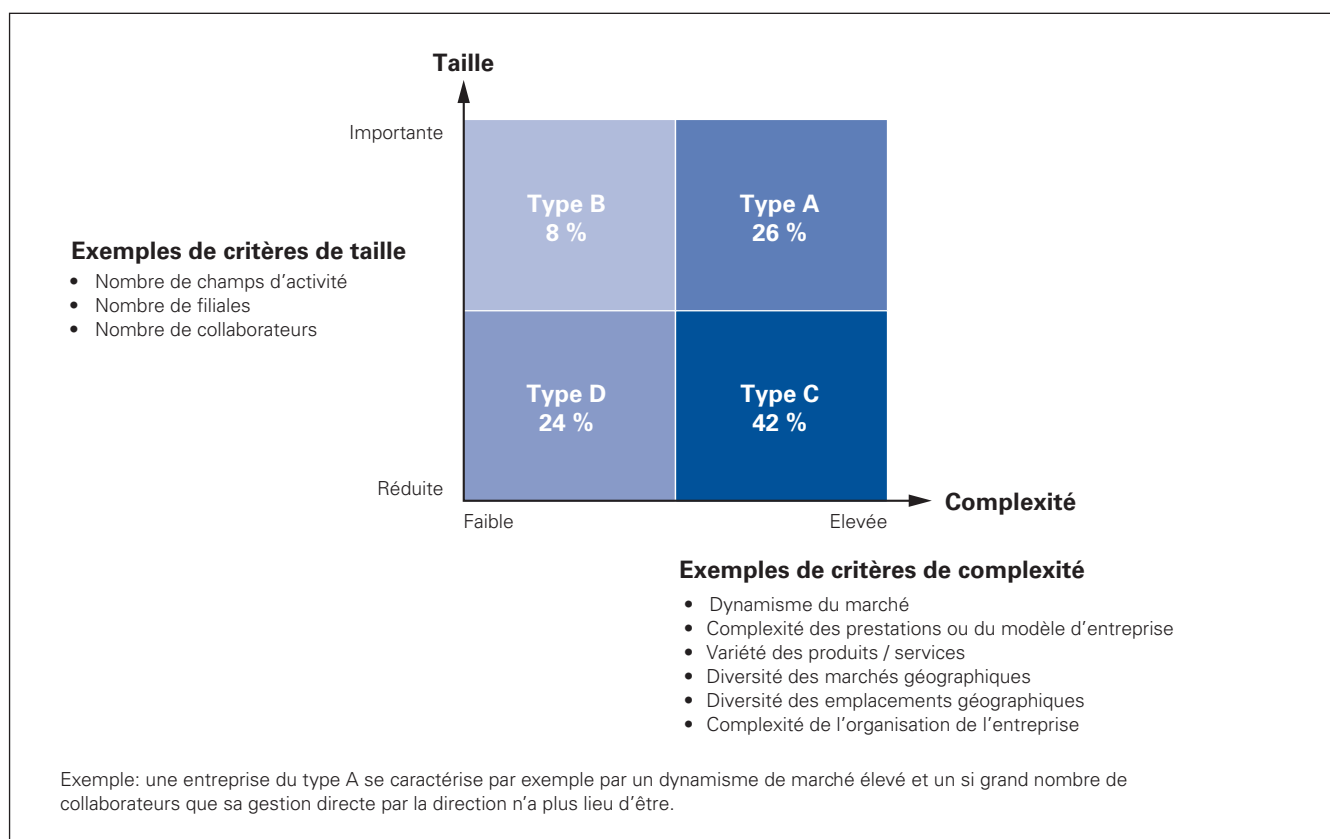 Taille
Importante
Type B
8 %
Type A
26 %
Exemples de critères de taille
• Nombre de champs d'activité
• Nombre de filiales
• Nombre de collaborateurs
Type D
24 %
Type C
42 %
Réduite
Complexité
Faible
Elevée
Exemples de critères de complexité
• Dynamisme du marché
• Complexité des prestations ou du modèle d'entreprise
• Variété des produits / services
• Diversité des marchés géographiques
• Diversité des emplacements géographiques
• Complexité de l'organisation de l'entreprise
Exemple: une entreprise du type A se caractérise par exemple par un dynamisme de marché élevé et un si grand nombre de
collaborateurs que sa gestion directe par la direction n'a plus lieu d'être.